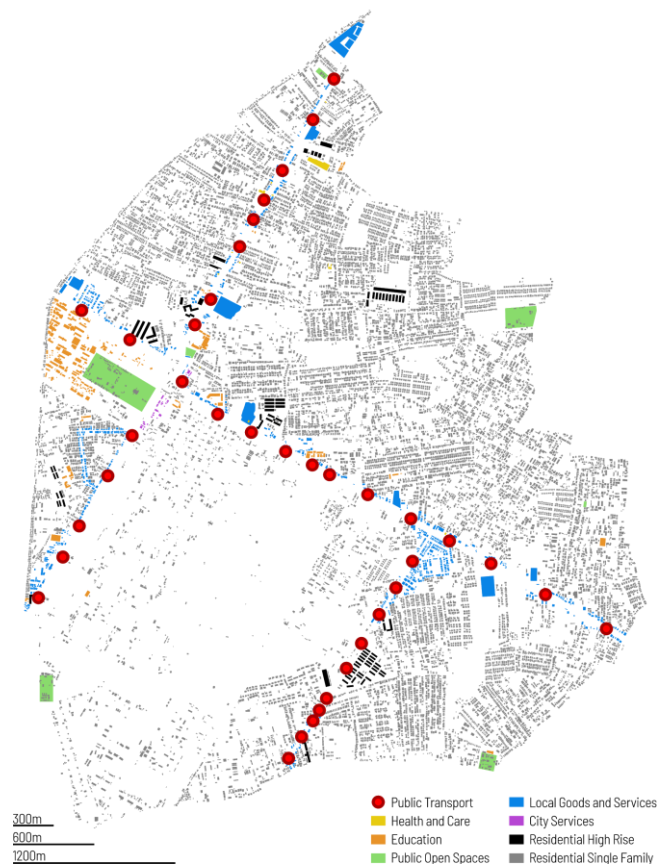 300m
600m
1200m
Public Transport
Health and Care
Education
Public Open Spaces
Local Goods and Services
City Services
Residential High Rise
Residential Single Family